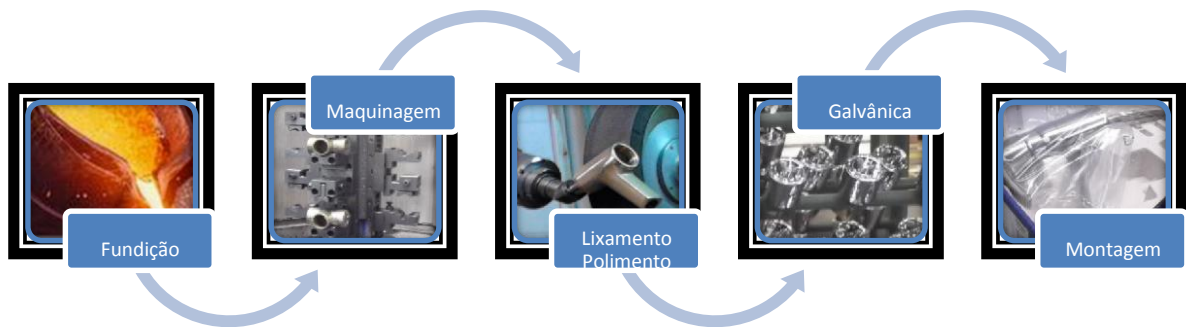 Fundição
Maquinagem
Lixamento
Polimento
Galvânica
Montagem